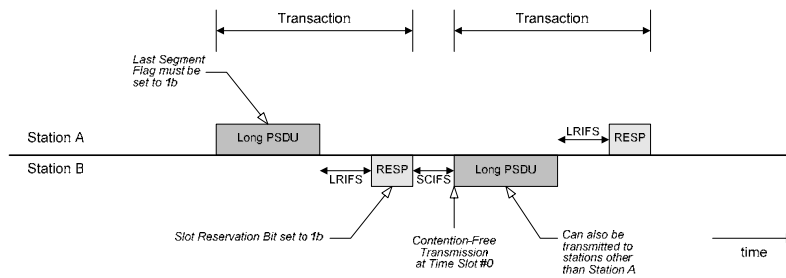 Transaction
Transaction
Last Segment
Flag must be
set to 1b
Station A
Long PSDU
LRIFS
RESP
Station B
LRIFS
RESP
SCIFS
Long PSDU
Slot Reservation Bit set to 1b
Contention-Free
Transmission
at Time Slot #0
Can also be
transmitted to
stations other
than Station A
time